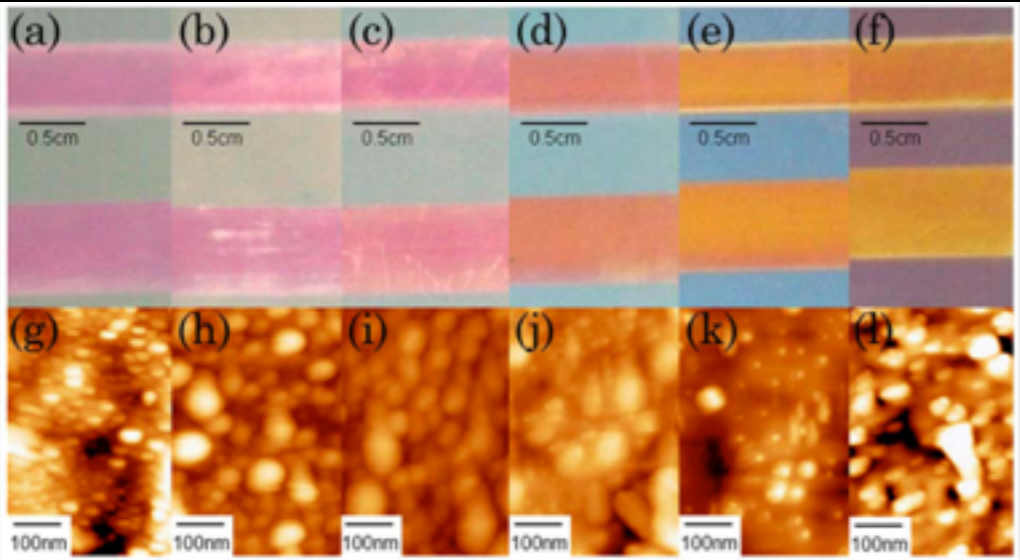 (a) (b) (c) (d) (e) (f)
0.5cm 0.5cm 0.5cm 0.5cm 0.5cm 0.5cm
(g) (h) (i) (j) (k) (l)
100nm 100nm 100nm 100nm 100nm 100nm